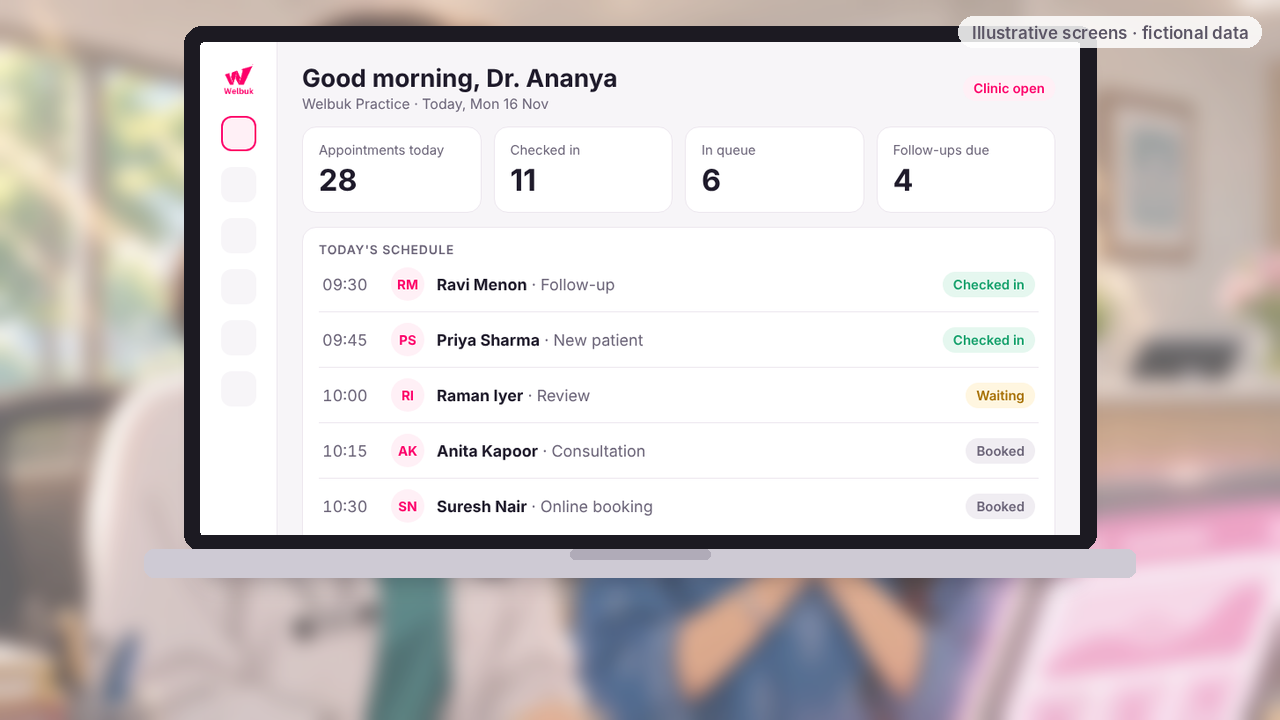 Illustrative screens · fictional data
Welbuk
Good morning, Dr. Ananya
Welbuk Practice · Today, Mon 16 Nov
Clinic open
Appointments today
28
Checked in
11
In queue
6
Follow-ups due
4
TODAY'S SCHEDULE
09:30 RM Ravi Menon · Follow-up Checked in
09:45 PS Priya Sharma · New patient Checked in
10:00 RI Raman Iyer · Review Waiting
10:15 AK Anita Kapoor · Consultation Booked
10:30 SN Suresh Nair · Online booking Booked